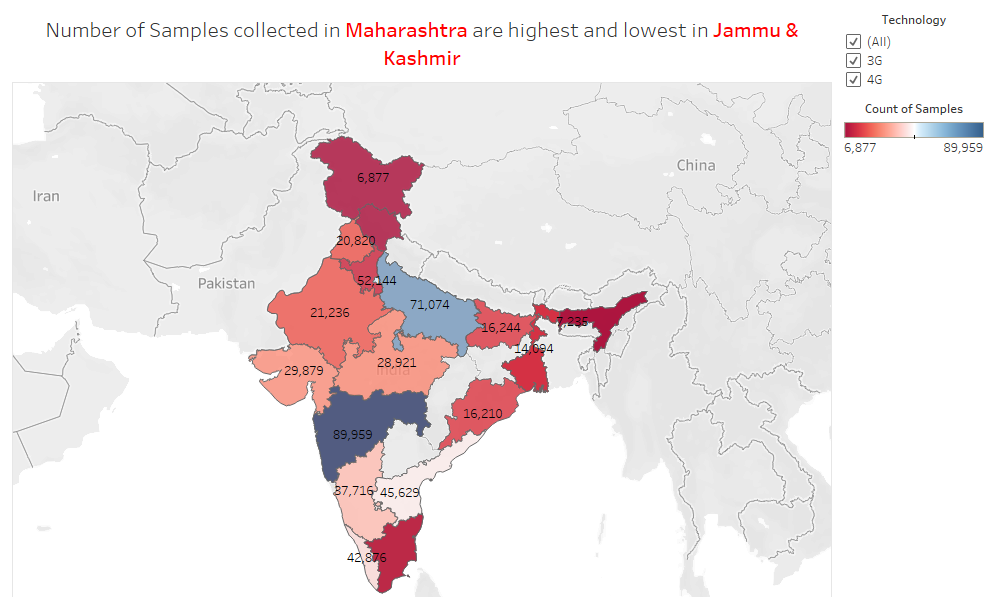 Number of Samples collected in Maharashtra are highest and lowest in Jammu &
Kashmir
Technology
(All)
3G
4G
Count of Samples
6,877
89,959
China
Iran
6,877
20,820
Pakistan
52,144
71,074
21,236
7,235
16,244
14,094
28,921
India
29,879
16,210
89,959
37,716
45,629
42,876